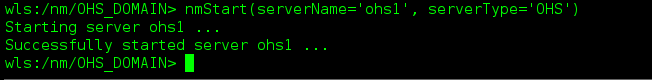 wls:/nm/OHS_DOMAIN> nmStart(serverName='ohs1', serverType='OHS')
Starting server ohs1 ...
Successfully started server ohs1 ...
wls:/nm/OHS_DOMAIN>